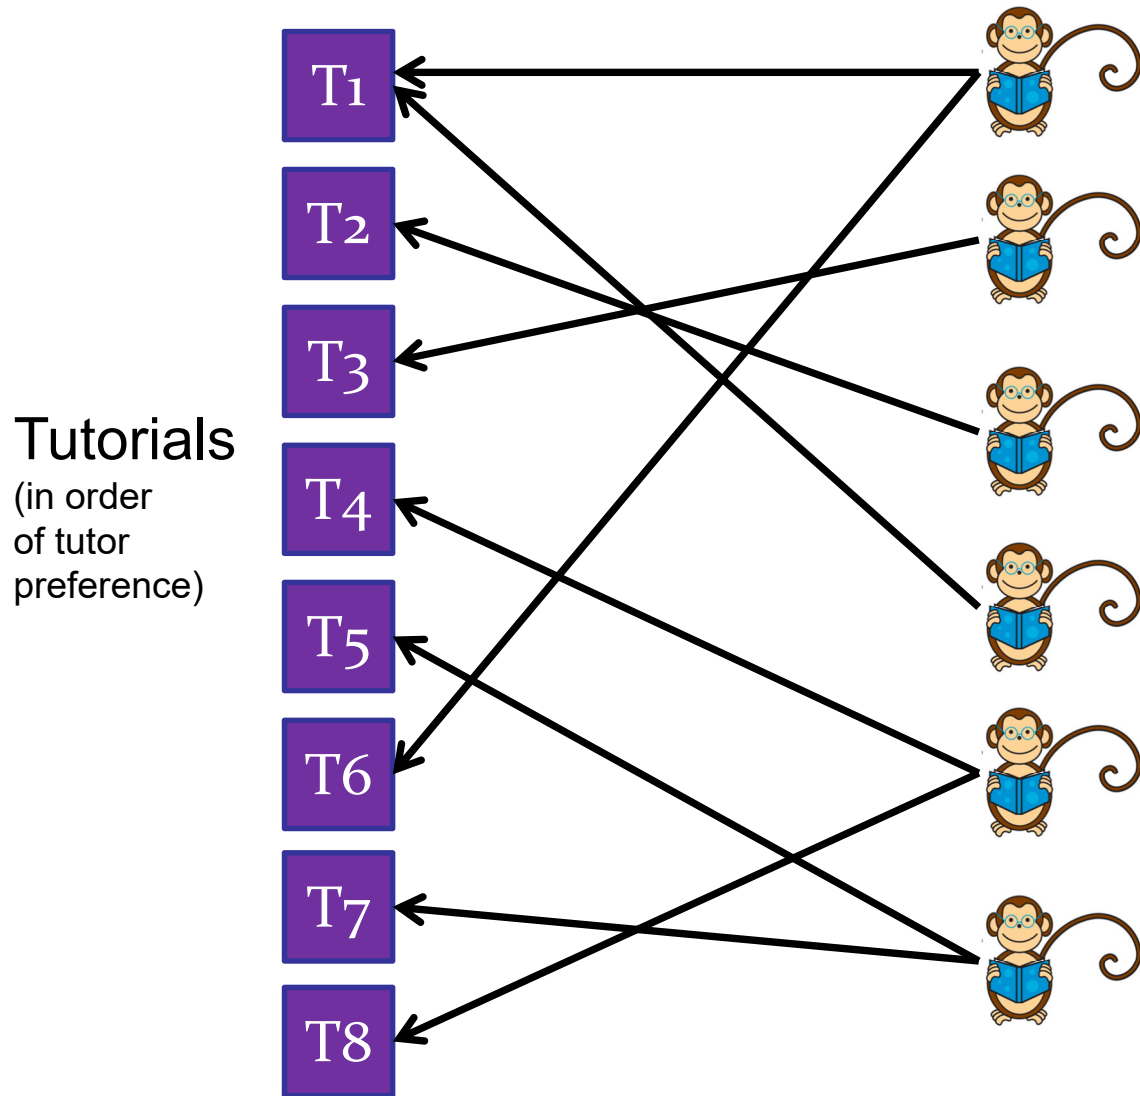 T1
T2
T3
Tutorials
(in order
of tutor
preference)
T4
T5
T6
T7
T8